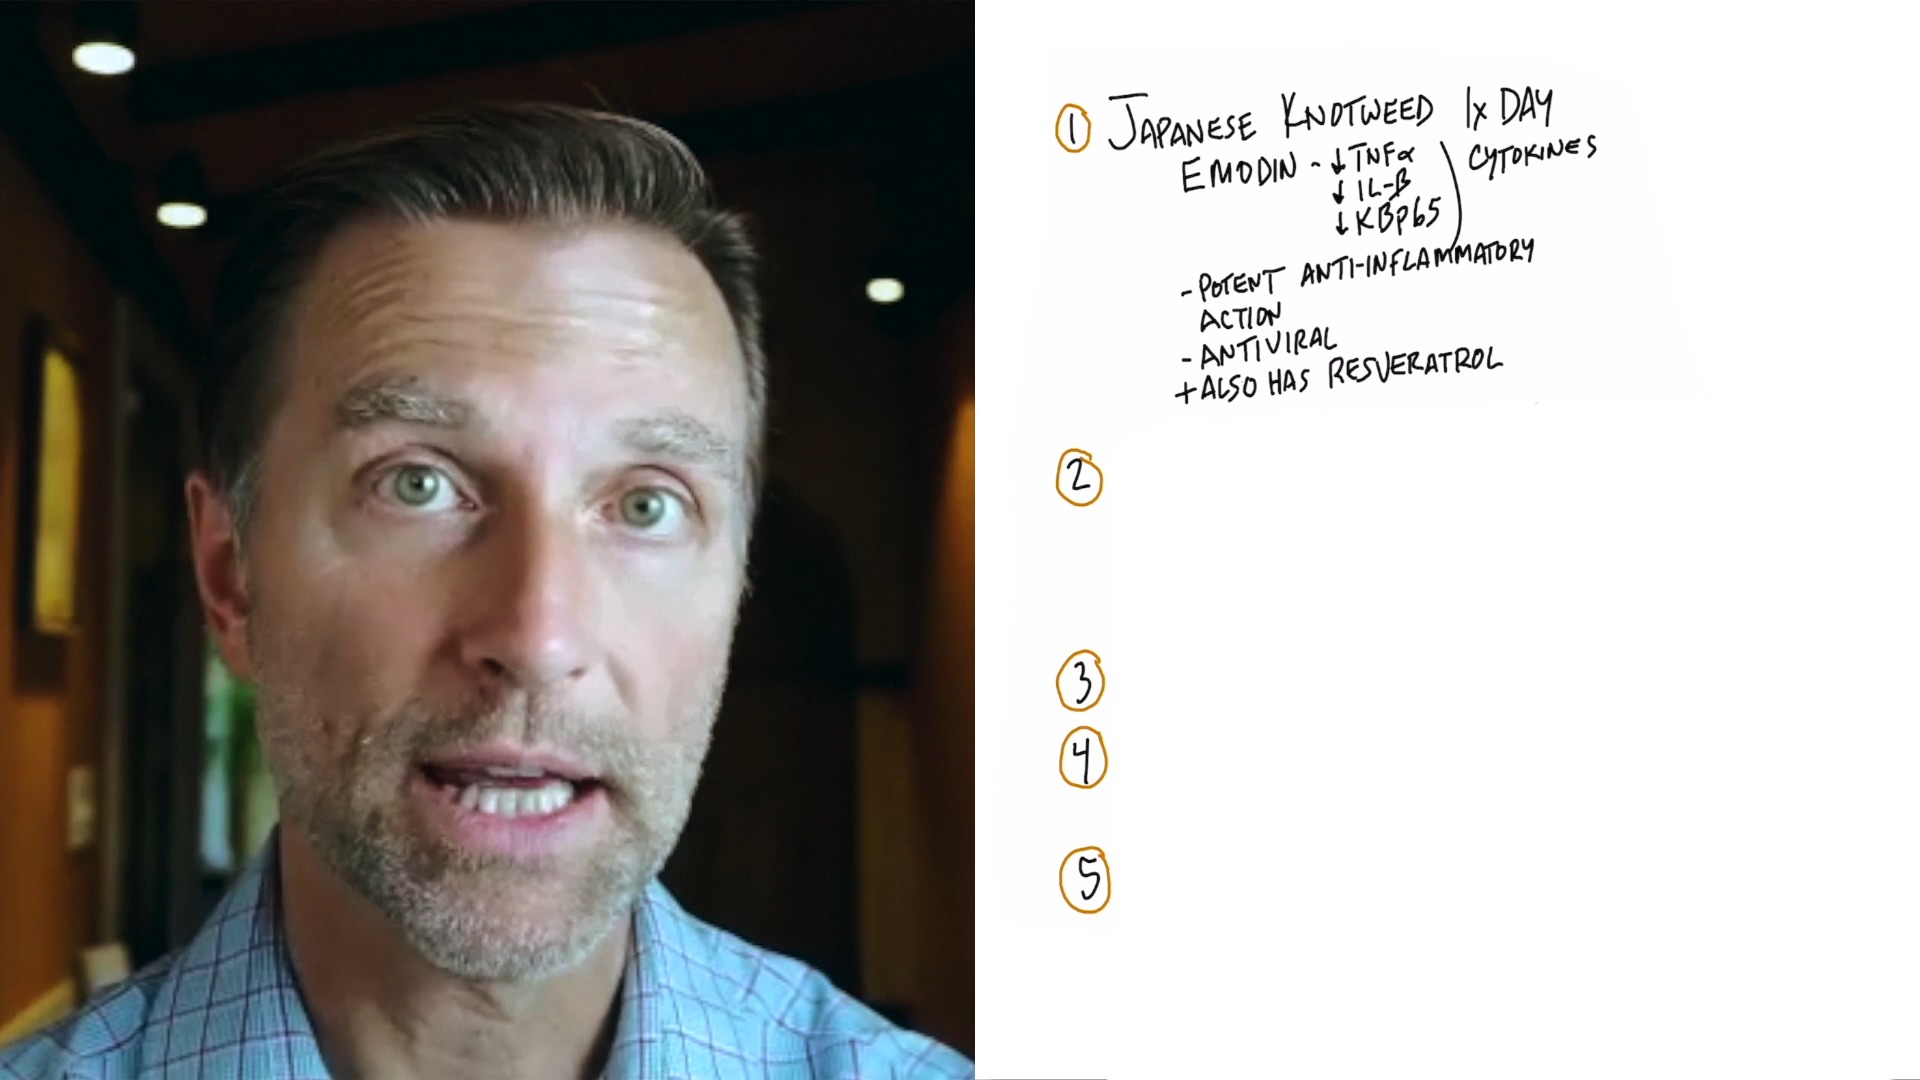 ① JAPANESE KNOTWEED 1x DAY
EMODIN - ↓ TNFα CYTOKINES
↓ IL-β
↓ KBp65
- POTENT ANTI-INFLAMMATORY
ACTION
- ANTIVIRAL
+ ALSO HAS RESVERATROL
②
③
④
⑤